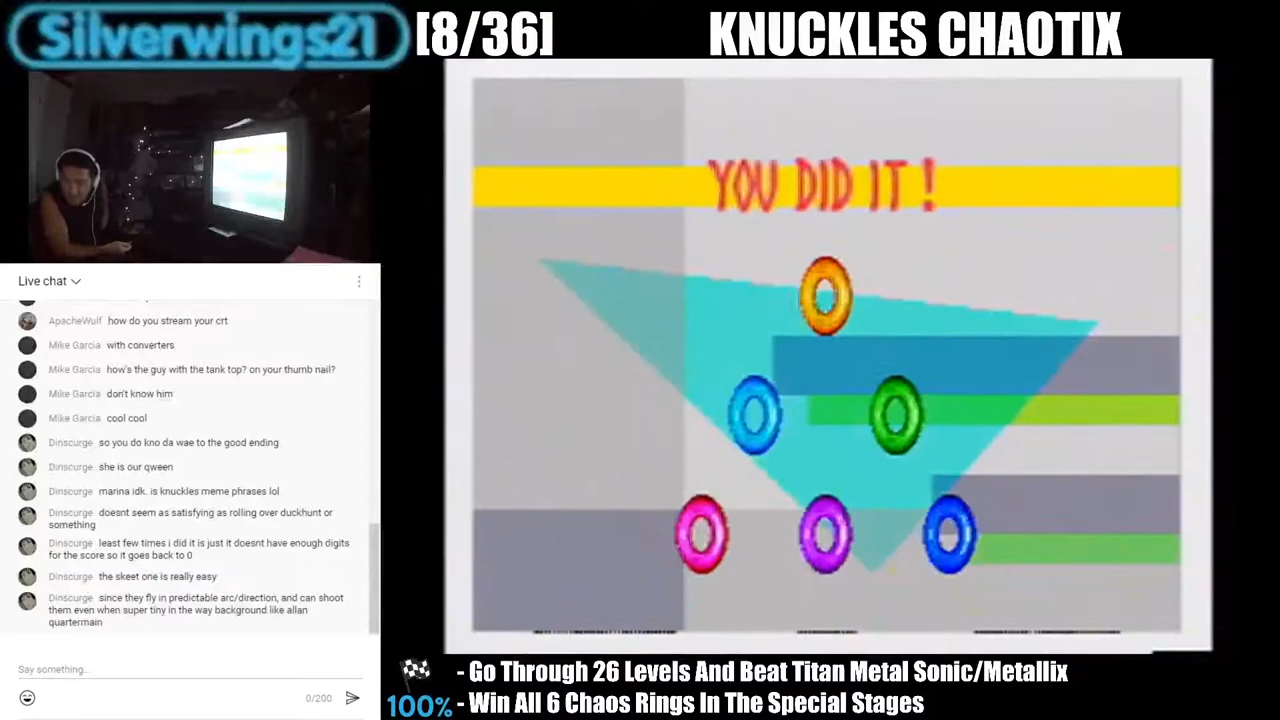 Silverwings21
[8/36]
KNUCKLES CHAOTIX
YOU DID IT !
Live chat
ApacheWulf how do you stream your crt
Mike Garcia with converters
Mike Garcia how's the guy with the tank top? on your thumb nail?
Mike Garcia don't know him
Mike Garcia cool cool
Dinscurge so you do kno da wae to the good ending
Dinscurge she is our qween
Dinscurge marina idk. is knuckles meme phrases lol
Dinscurge doesnt seem as satisfying as rolling over duckhunt or
something
Dinscurge least few times i did it is just it doesnt have enough digits
for the score so it goes back to 0
Dinscurge the skeet one is really easy
Dinscurge since they fly in predictable arc/direction, and can shoot
them even when super tiny in the way background like allan
quartermain
Say something...
0/200
- Go Through 26 Levels And Beat Titan Metal Sonic/Metallix
100% - Win All 6 Chaos Rings In The Special Stages